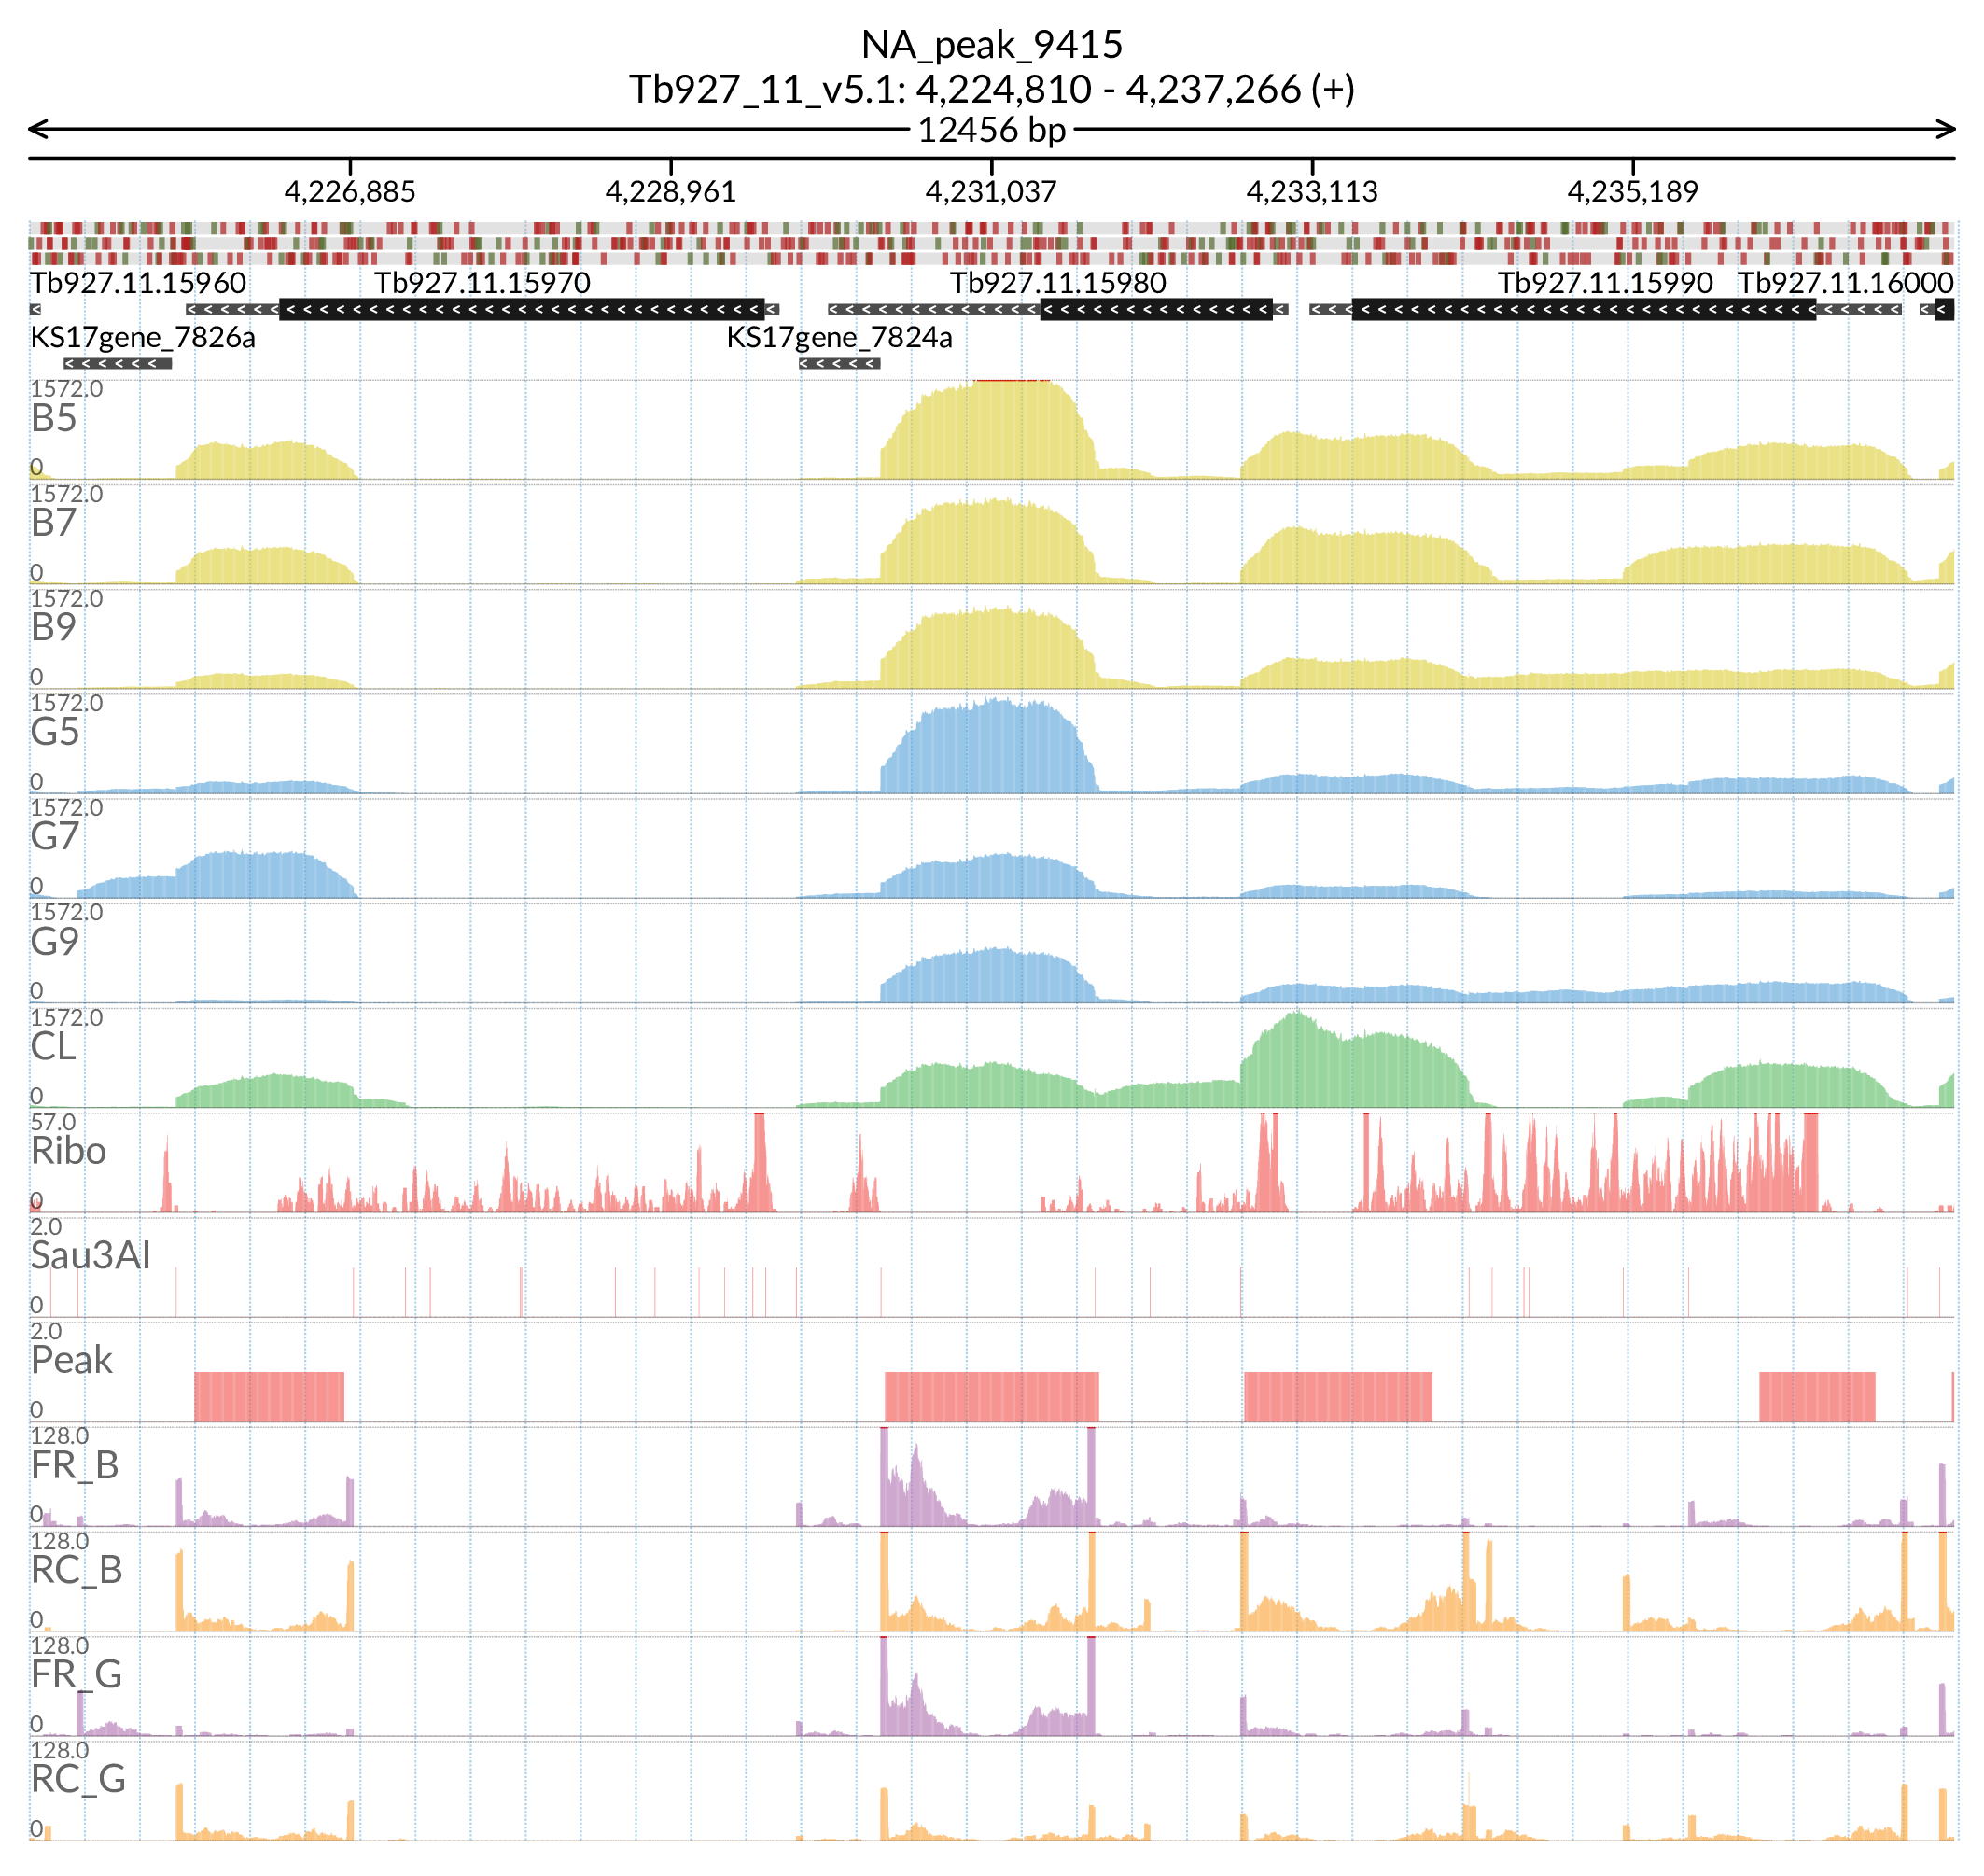 NA_peak_9415
Tb927_11_v5.1: 4,224,810 - 4,237,266 (+)
12456 bp
4,226,885 4,228,961 4,231,037 4,233,113 4,235,189
Tb927.11.15960 Tb927.11.15970 Tb927.11.15980 Tb927.11.15990 Tb927.11.16000
KS17gene_7826a KS17gene_7824a
1572.0
B5
0
1572.0
B7
0
1572.0
B9
0
1572.0
G5
0
1572.0
G7
0
1572.0
G9
0
1572.0
CL
0
57.0
Ribo
0
2.0
Sau3AI
0
2.0
Peak
0
128.0
FR_B
0
128.0
RC_B
0
128.0
FR_G
0
128.0
RC_G
0